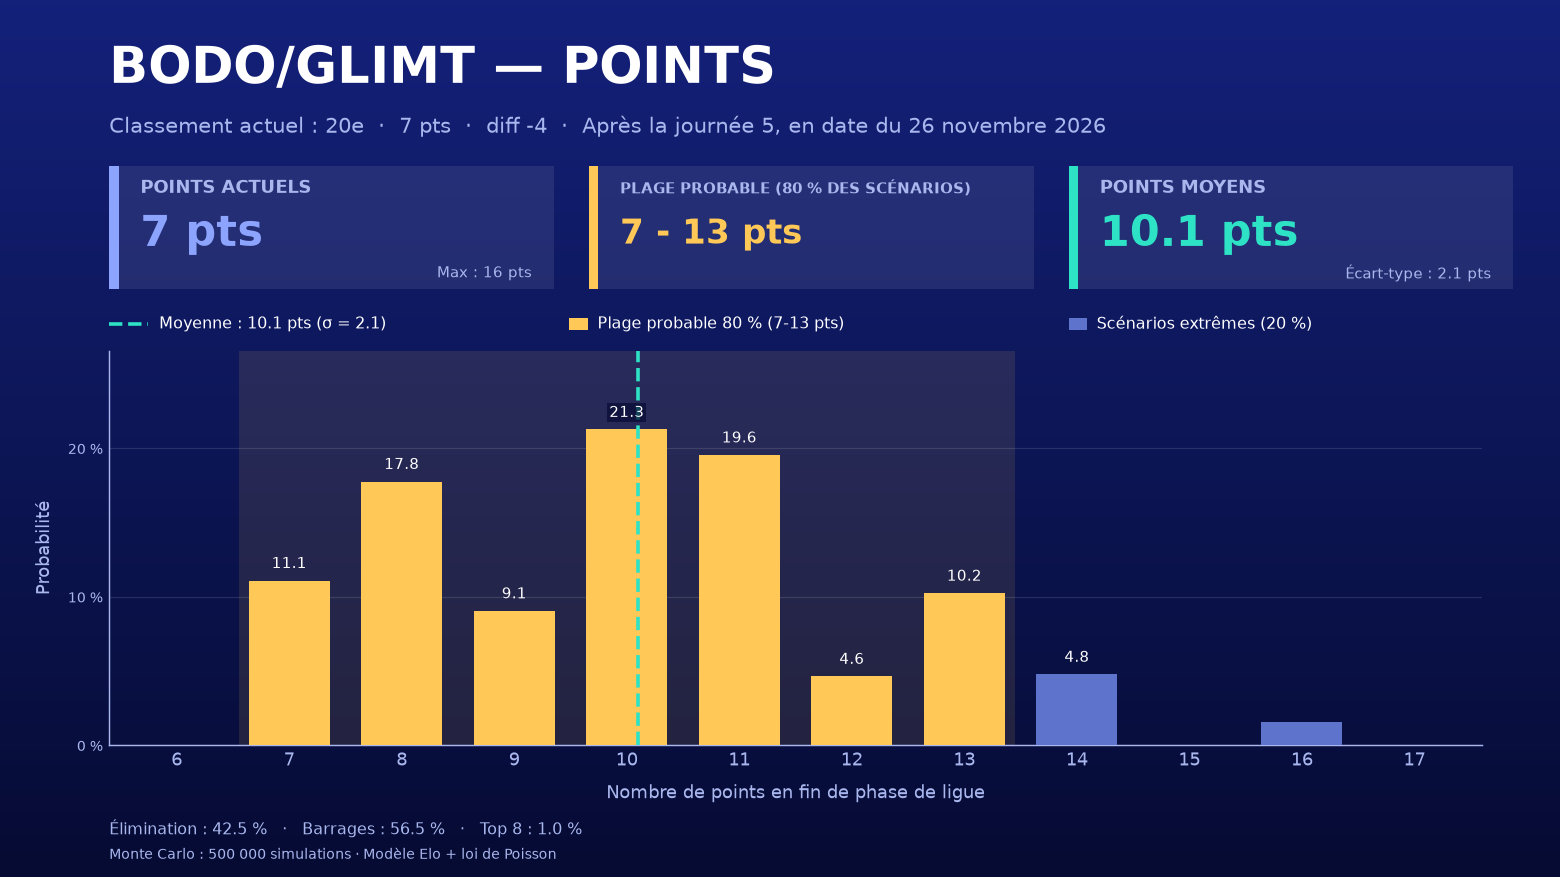 BODO/GLIMT — POINTS
Classement actuel : 20e · 7 pts · diff -4 · Après la journée 5, en date du 26 novembre 2026
POINTS ACTUELS
7 pts
Max : 16 pts
PLAGE PROBABLE (80 % DES SCÉNARIOS)
7 - 13 pts
POINTS MOYENS
10.1 pts
Écart-type : 2.1 pts
Moyenne : 10.1 pts (σ = 2.1)
Plage probable 80 % (7-13 pts)
Scénarios extrêmes (20 %)
Probabilité
20 %
10 %
0 %
11.1
17.8
9.1
21.3
19.6
4.6
10.2
4.8
6 7 8 9 10 11 12 13 14 15 16 17
Nombre de points en fin de phase de ligue
Élimination : 42.5 % · Barrages : 56.5 % · Top 8 : 1.0 %
Monte Carlo : 500 000 simulations · Modèle Elo + loi de Poisson